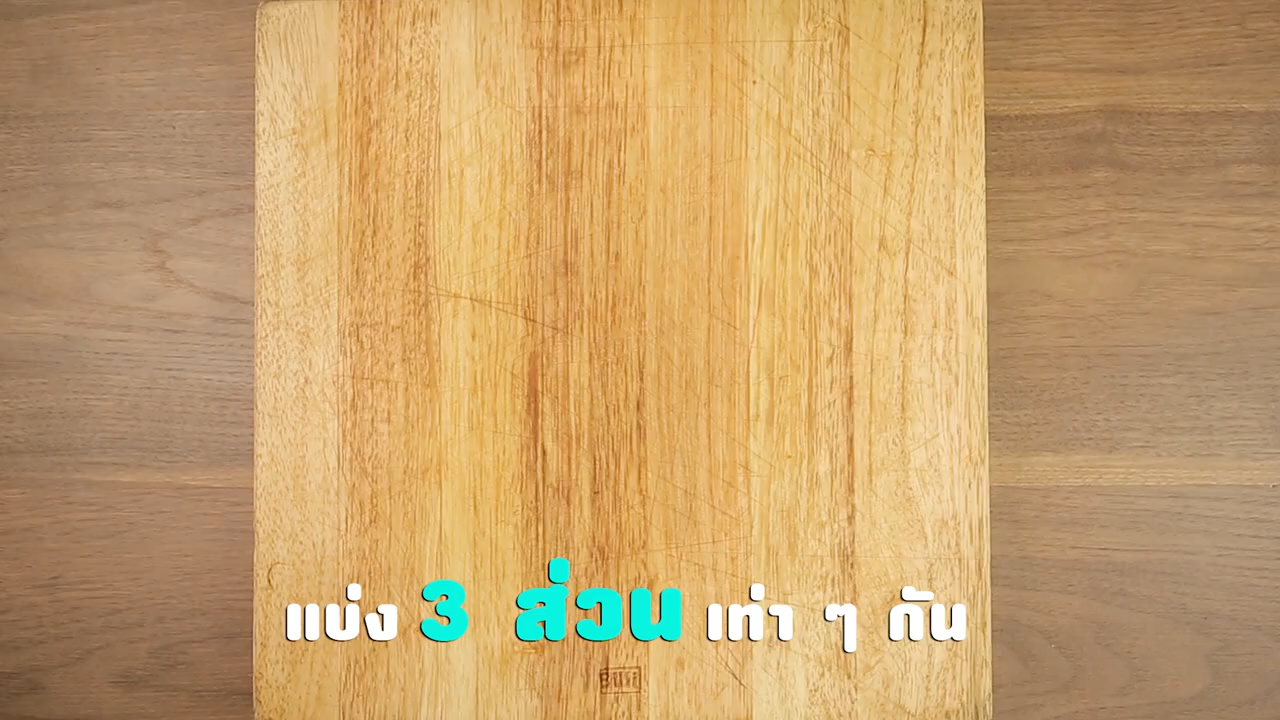 แบ่ง 3 ส่วน เท่า ๆ กัน